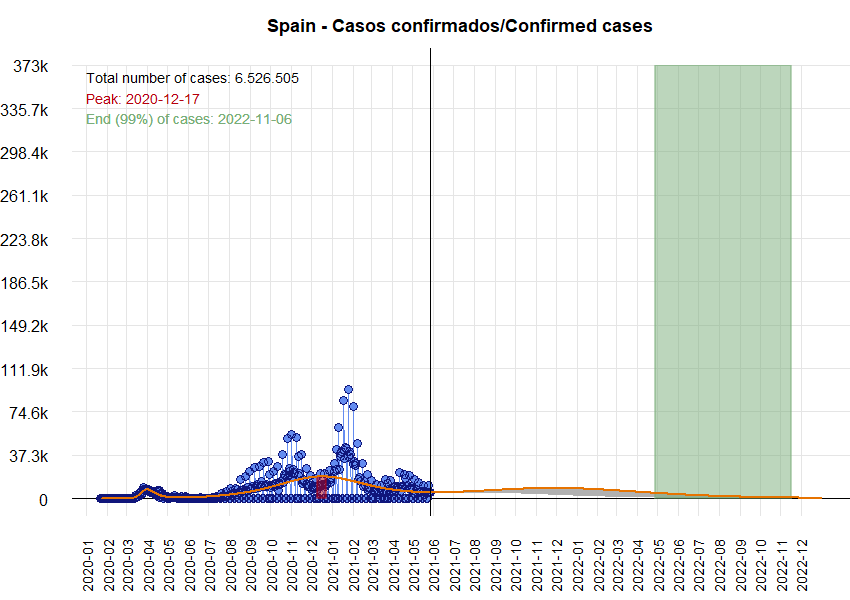 Spain - Casos confirmados/Confirmed cases
373k
335.7k
298.4k
261.1k
223.8k
186.5k
149.2k
111.9k
74.6k
37.3k
0
Total number of cases: 6.526.505
Peak: 2020-12-17
End (99%) of cases: 2022-11-06
2020-01
2020-02
2020-03
2020-04
2020-05
2020-06
2020-07
2020-08
2020-09
2020-10
2020-11
2020-12
2021-01
2021-02
2021-03
2021-04
2021-05
2021-06
2021-07
2021-08
2021-09
2021-10
2021-11
2021-12
2022-01
2022-02
2022-03
2022-04
2022-05
2022-06
2022-07
2022-08
2022-09
2022-10
2022-11
2022-12